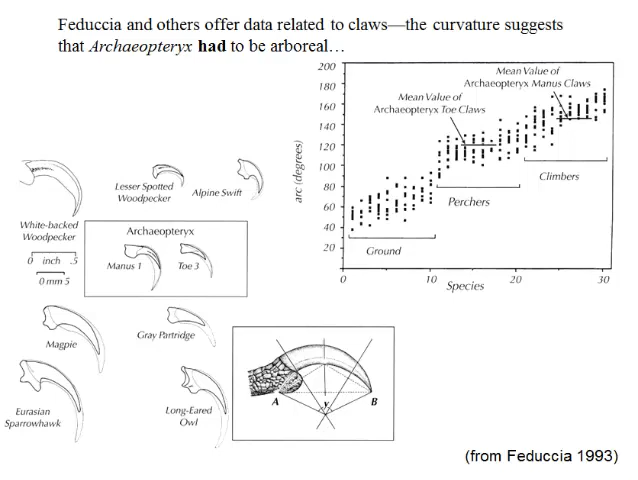 Feduccia and others offer data related to claws—the curvature suggests
that Archaeopteryx had to be arboreal…
200
180
160
140
120
100
80
60
40
20
0
10
20
30
arc (degrees)
Species
Mean Value of
Archaeopteryx Manus Claws
Mean Value of
Archaeopteryx Toe Claws
Climbers
Perchers
Ground
White-backed
Woodpecker
Lesser Spotted
Woodpecker
Alpine Swift
0 inch .5
0 mm 5
Archaeopteryx
Manus 1
Toe 3
Magpie
Gray Partridge
Eurasian
Sparrowhawk
Long-Eared
Owl
A
y
B
(from Feduccia 1993)